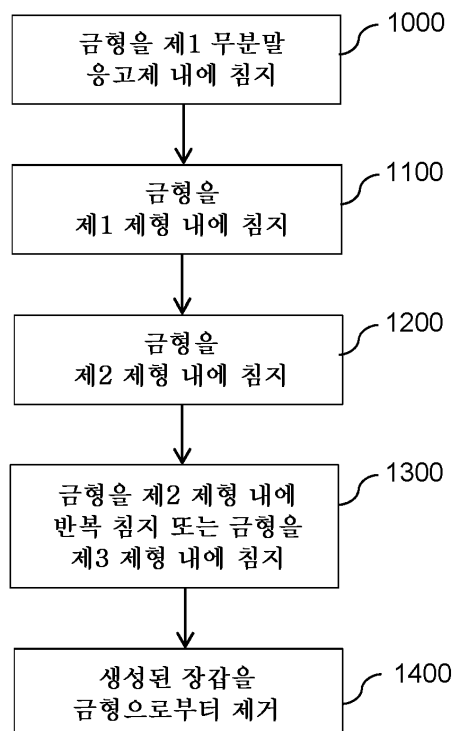 금형을 제1 무분말
응고제 내에 침지
1000
금형을
제1 제형 내에 침지
1100
금형을
제2 제형 내에 침지
1200
금형을 제2 제형 내에
반복 침지 또는 금형을
제3 제형 내에 침지
1300
생성된 장갑을
금형으로부터 제거
1400